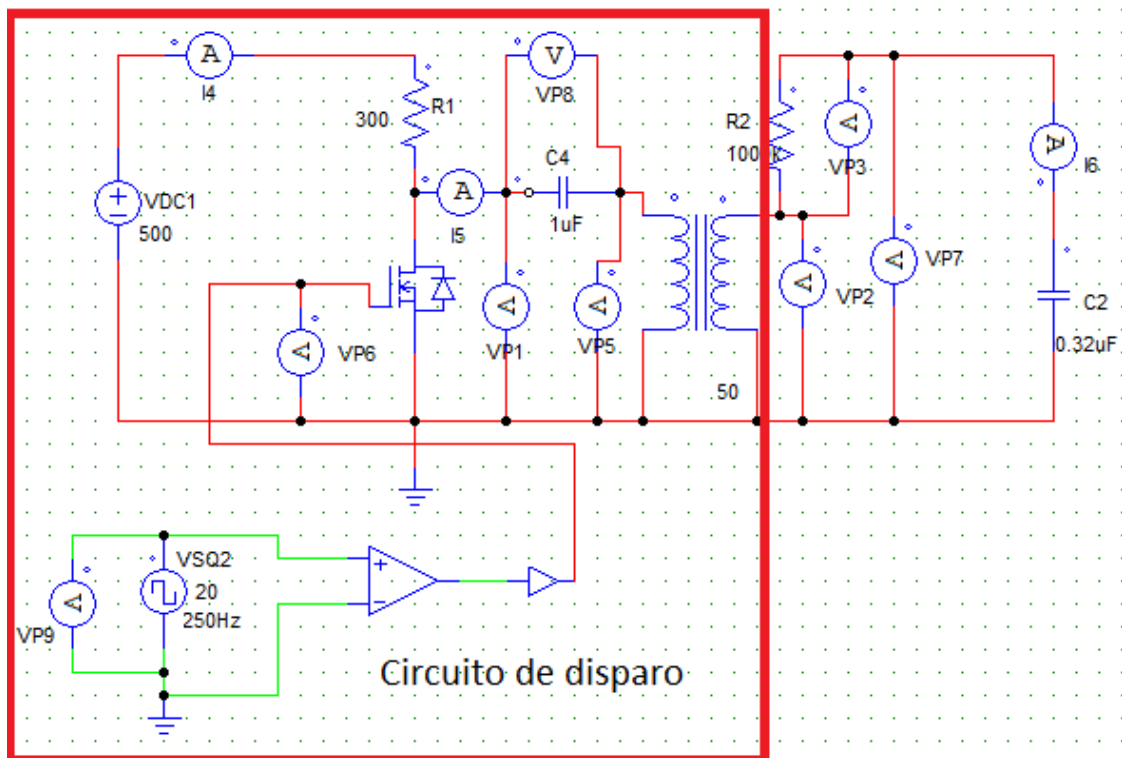 A
I4
V
VP8
R1
300
R2
1000k
C4
VP3
A
I6
VDC1
500
A
I5
1uF
VP7
VP2
C2
0.32uF
VP6
VP1
VP5
50
VSQ2
20
250Hz
VP9
Circuito de disparo